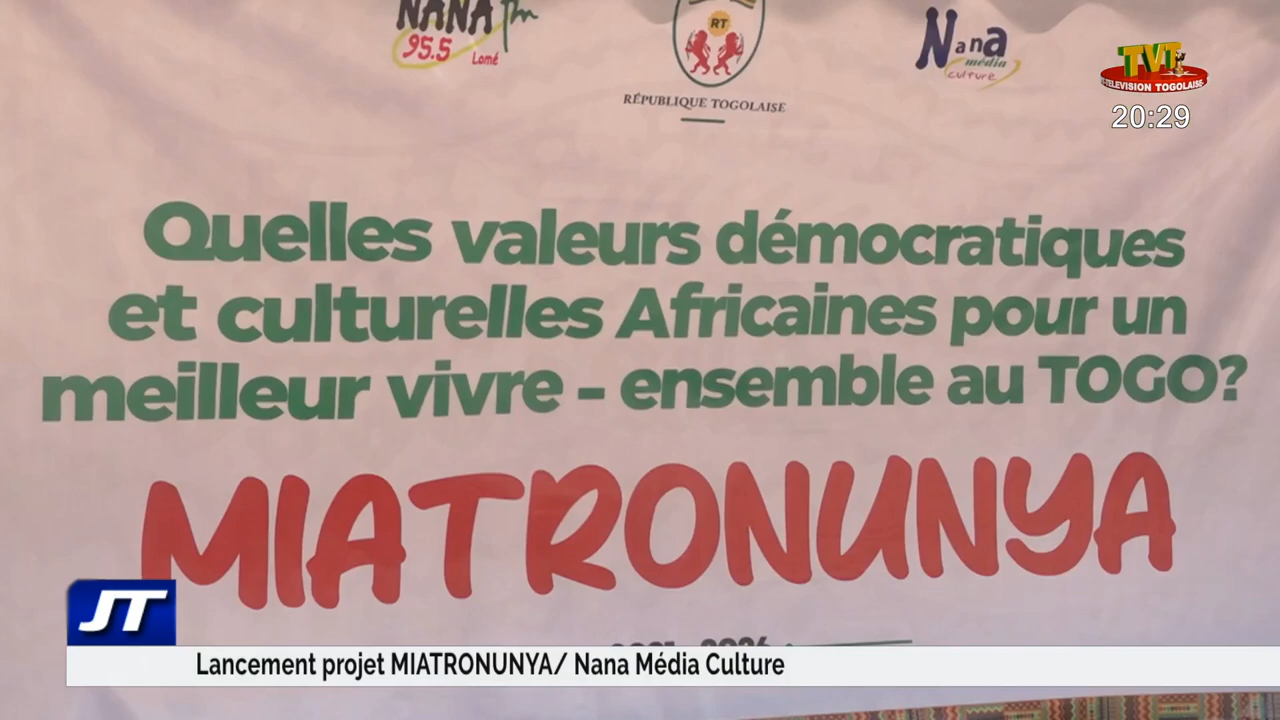 NANA fm
95.5 Lomé
RT
RÉPUBLIQUE TOGOLAISE
Nana
média
culture
TVT
TELEVISION TOGOLAISE
20:29
Quelles valeurs démocratiques
et culturelles Africaines pour un
meilleur vivre - ensemble au TOGO?
MIATRONUNYA
JT
Lancement projet MIATRONUNYA/ Nana Média Culture